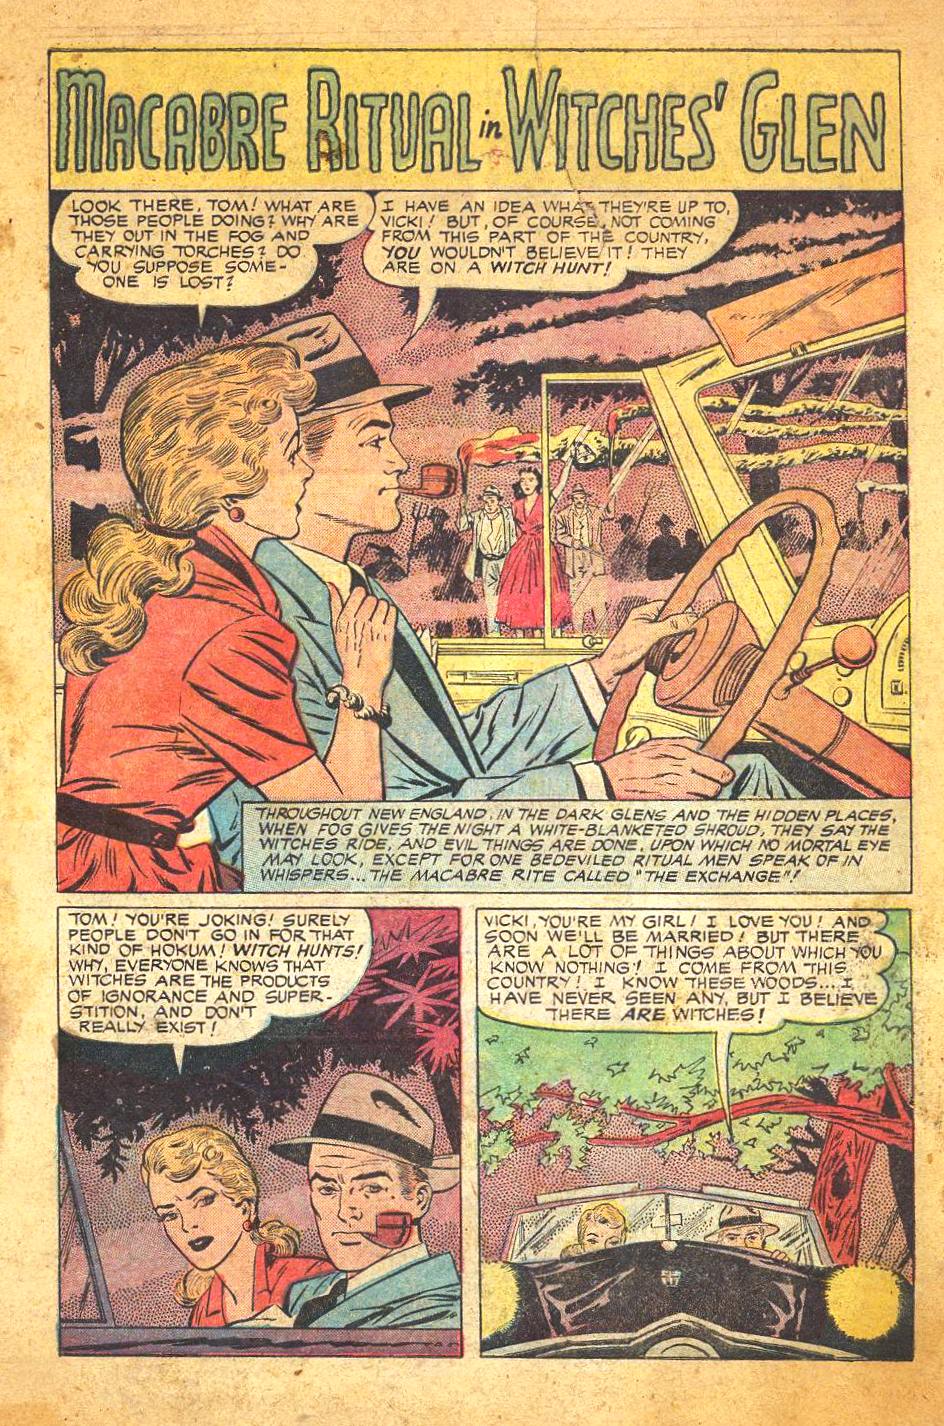 MACABRE RITUAL in WITCHES' GLEN
LOOK THERE, TOM! WHAT ARE
THOSE PEOPLE DOING? WHY ARE
THEY OUT IN THE FOG AND
CARRYING TORCHES? DO
YOU SUPPOSE SOME-
ONE IS LOST?
I HAVE AN IDEA WHAT THEY'RE UP TO,
VICKI! BUT, OF COURSE, NOT COMING
FROM THIS PART OF THE COUNTRY,
YOU WOULDN'T BELIEVE IT! THEY
ARE ON A WITCH HUNT!
THROUGHOUT NEW ENGLAND, IN THE DARK GLENS AND THE HIDDEN PLACES,
WHEN FOG GIVES THE NIGHT A WHITE-BLANKETED SHROUD, THEY SAY THE
WITCHES RIDE, AND EVIL THINGS ARE DONE, UPON WHICH NO MORTAL EYE
MAY LOOK, EXCEPT FOR ONE BEDEVILED RITUAL MEN SPEAK OF IN
WHISPERS... THE MACABRE RITE CALLED "THE EXCHANGE"!
TOM! YOU'RE JOKING! SURELY
PEOPLE DON'T GO IN FOR THAT
KIND OF HOKUM! WITCH HUNTS!
WHY, EVERYONE KNOWS THAT
WITCHES ARE THE PRODUCTS
OF IGNORANCE AND SUPER-
STITION, AND DON'T
REALLY EXIST!
VICKI, YOU'RE MY GIRL! I LOVE YOU! AND
SOON WE'LL BE MARRIED! BUT THERE
ARE A LOT OF THINGS ABOUT WHICH YOU
KNOW NOTHING! I COME FROM THIS
COUNTRY! I KNOW THESE WOODS... I
HAVE NEVER SEEN ANY, BUT I BELIEVE
THERE ARE WITCHES!